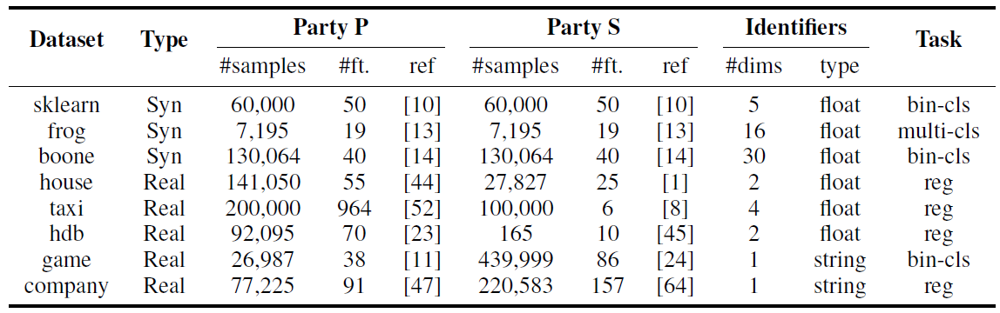 Dataset Type Party P Party S Identifiers Task
#samples #ft. ref #samples #ft. ref #dims type
sklearn Syn 60,000 50 [10] 60,000 50 [10] 5 float bin-cls
frog Syn 7,195 19 [13] 7,195 19 [13] 16 float multi-cls
boone Syn 130,064 40 [14] 130,064 40 [14] 30 float bin-cls
house Real 141,050 55 [44] 27,827 25 [1] 2 float reg
taxi Real 200,000 964 [52] 100,000 6 [8] 4 float reg
hdb Real 92,095 70 [23] 165 10 [45] 2 float reg
game Real 26,987 38 [11] 439,999 86 [24] 1 string bin-cls
company Real 77,225 91 [47] 220,583 157 [64] 1 string reg